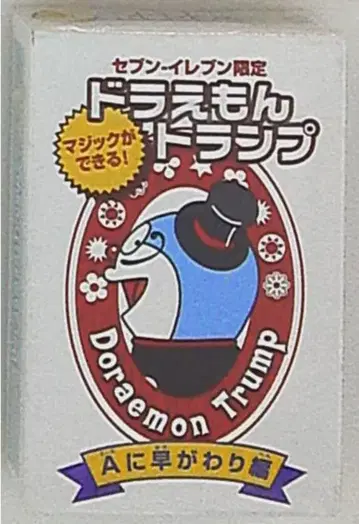 セブン-イレブン限定
ドラえもん
トランプ
マジックが
できる!
Doraemon Trump
Aに早がわり編